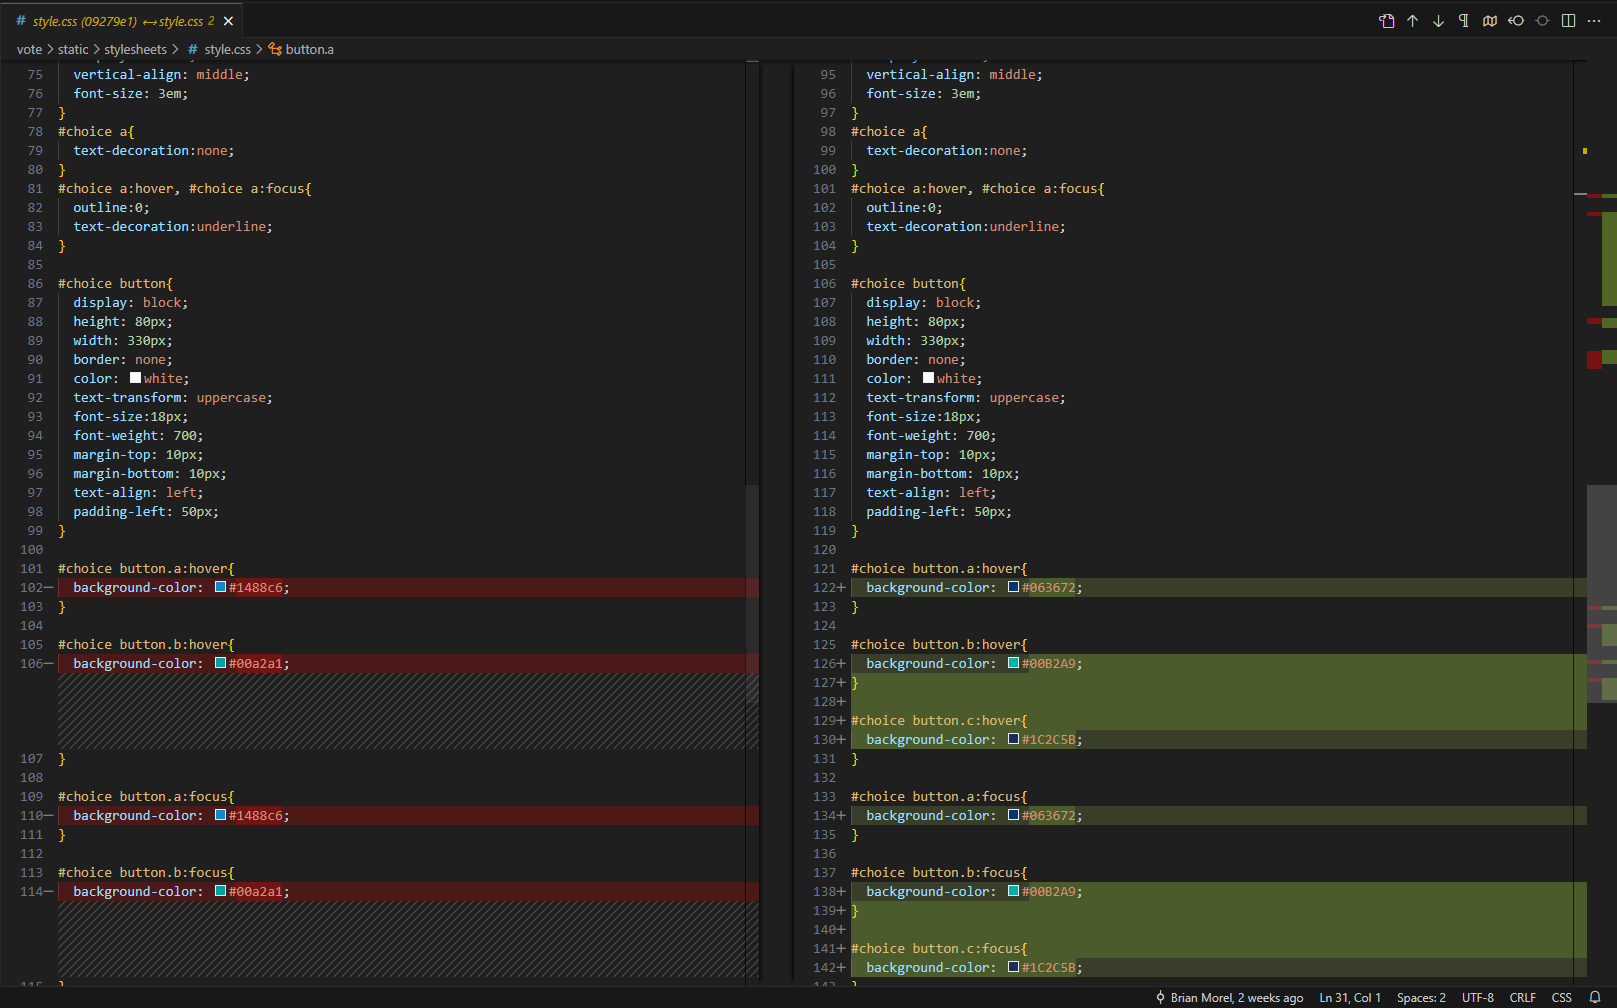 # style.css (09279e1) ↔ style.css 2 ×
vote > static > stylesheets > # style.css > button.a
75 vertical-align: middle;
76 font-size: 3em;
77 }
78 #choice a{
79 text-decoration:none;
80 }
81 #choice a:hover, #choice a:focus{
82 outline:0;
83 text-decoration:underline;
84 }
85
86 #choice button{
87 display: block;
88 height: 80px;
89 width: 330px;
90 border: none;
91 color: white;
92 text-transform: uppercase;
93 font-size:18px;
94 font-weight: 700;
95 margin-top: 10px;
96 margin-bottom: 10px;
97 text-align: left;
98 padding-left: 50px;
99 }
100
101 #choice button.a:hover{
102— background-color: #1488c6;
103 }
104
105 #choice button.b:hover{
106— background-color: #00a2a1;
107 }
108
109 #choice button.a:focus{
110— background-color: #1488c6;
111 }
112
113 #choice button.b:focus{
114— background-color: #00a2a1;
95 vertical-align: middle;
96 font-size: 3em;
97 }
98 #choice a{
99 text-decoration:none;
100 }
101 #choice a:hover, #choice a:focus{
102 outline:0;
103 text-decoration:underline;
104 }
105
106 #choice button{
107 display: block;
108 height: 80px;
109 width: 330px;
110 border: none;
111 color: white;
112 text-transform: uppercase;
113 font-size:18px;
114 font-weight: 700;
115 margin-top: 10px;
116 margin-bottom: 10px;
117 text-align: left;
118 padding-left: 50px;
119 }
120
121 #choice button.a:hover{
122+ background-color: #063672;
123 }
124
125 #choice button.b:hover{
126+ background-color: #00B2A9;
127+ }
128+
129+ #choice button.c:hover{
130+ background-color: #1C2C5B;
131 }
132
133 #choice button.a:focus{
134+ background-color: #063672;
135 }
136
137 #choice button.b:focus{
138+ background-color: #00B2A9;
139+ }
140+
141+ #choice button.c:focus{
142+ background-color: #1C2C5B;
Brian Morel, 2 weeks ago Ln 31, Col 1 Spaces: 2 UTF-8 CRLF CSS